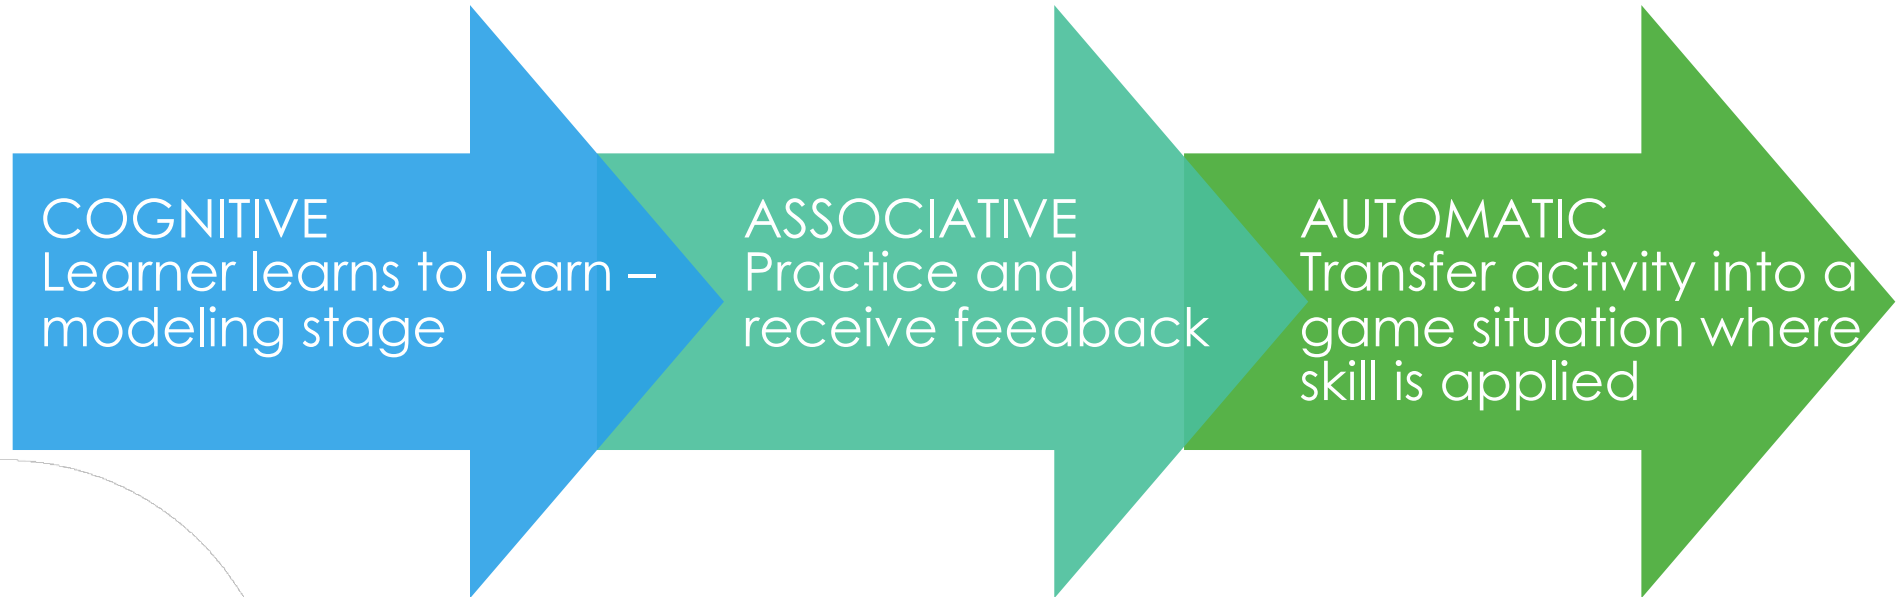 COGNITIVE
Learner learns to learn –
modeling stage
ASSOCIATIVE
Practice and
receive feedback
AUTOMATIC
Transfer activity into a
game situation where
skill is applied